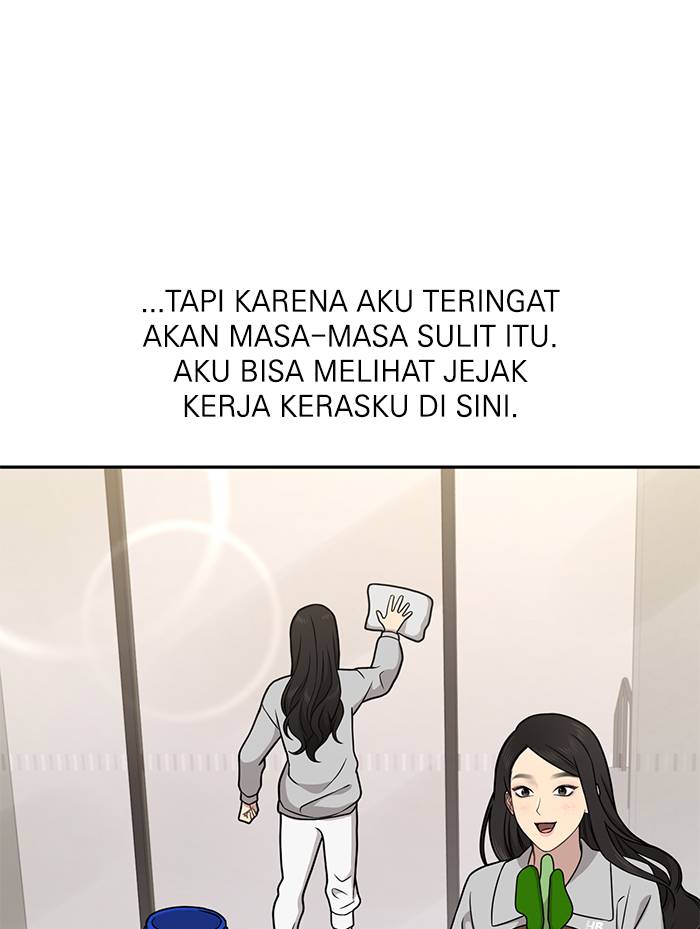 ...TAPI KARENA AKU TERINGAT
AKAN MASA-MASA SULIT ITU.
AKU BISA MELIHAT JEJAK
KERJA KERASKU DI SINI.